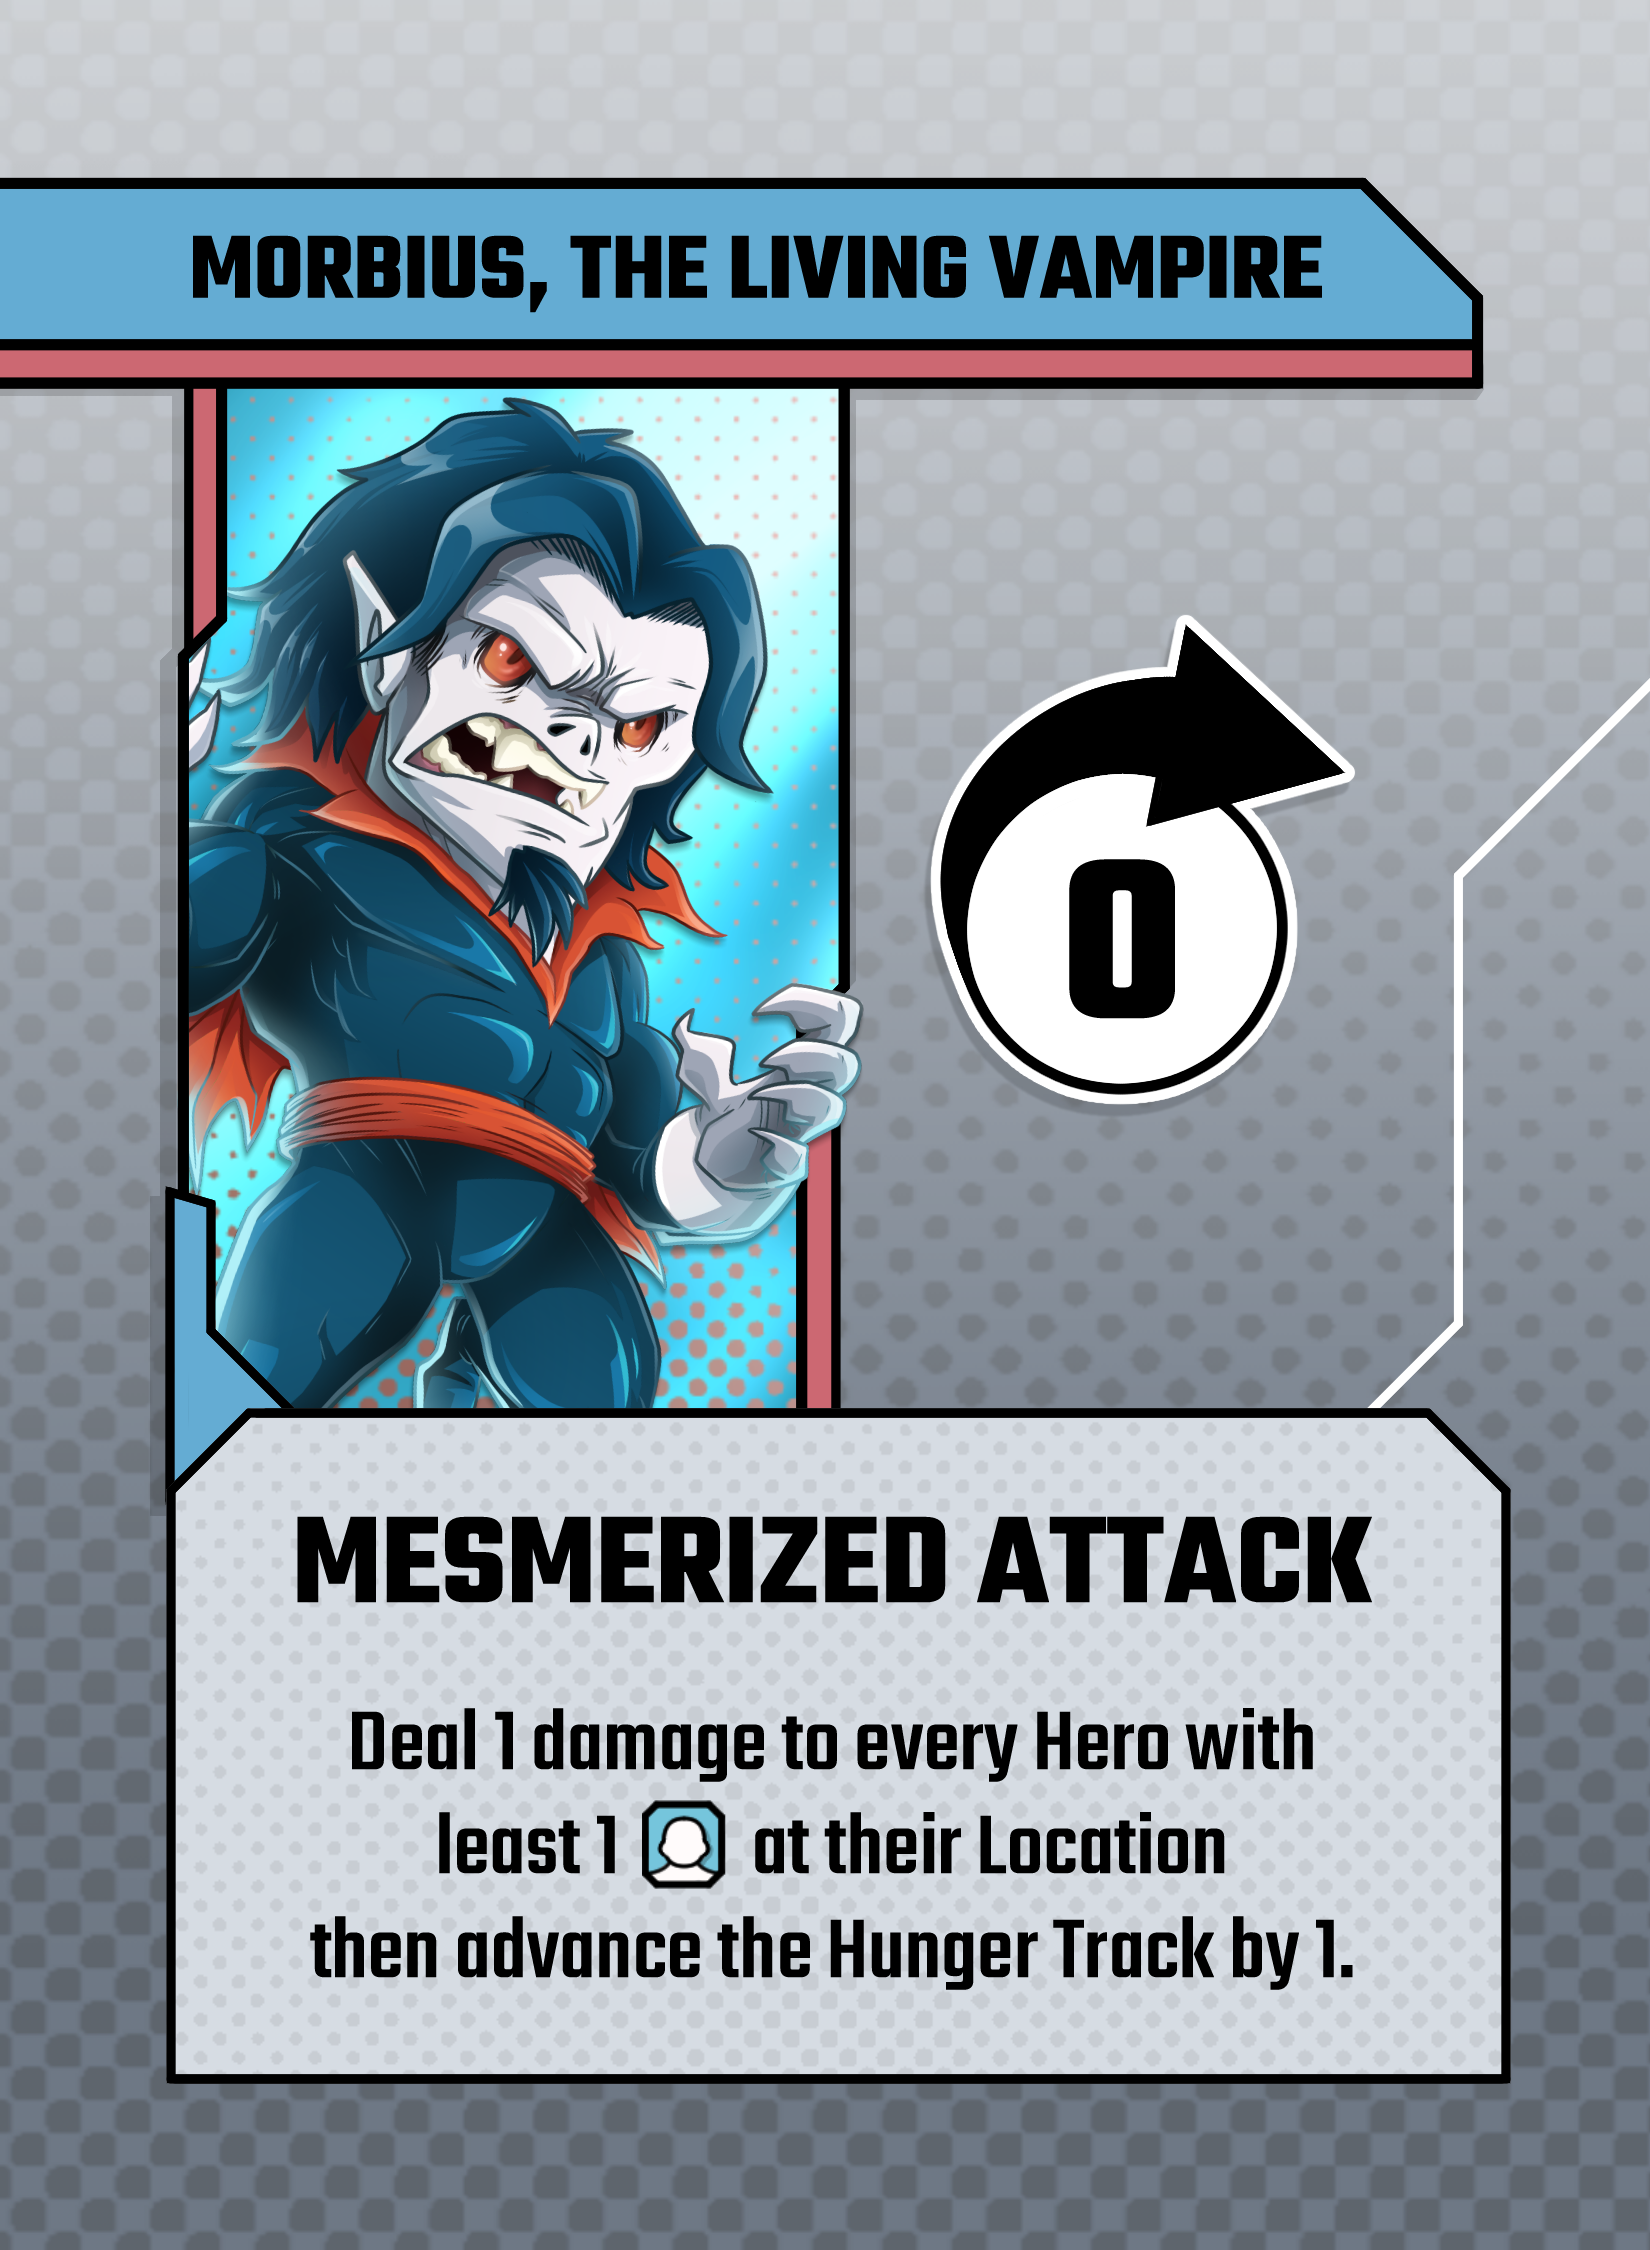 MORBIUS, THE LIVING VAMPIRE
0
MESMERIZED ATTACK
Deal 1 damage to every Hero with
least 1 at their Location
then advance the Hunger Track by 1.